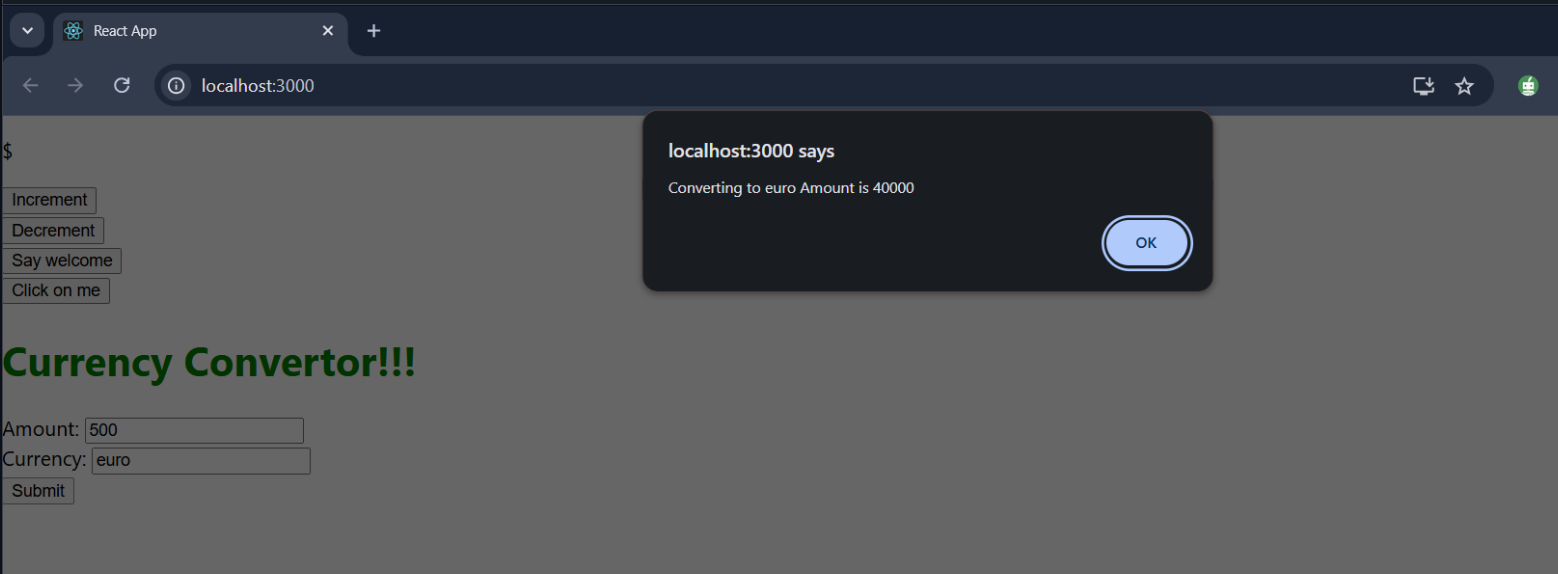 React App
localhost:3000
localhost:3000 says
Converting to euro Amount is 40000
OK
$
Increment
Decrement
Say welcome
Click on me
Currency Convertor!!!
Amount: 500
Currency: euro
Submit